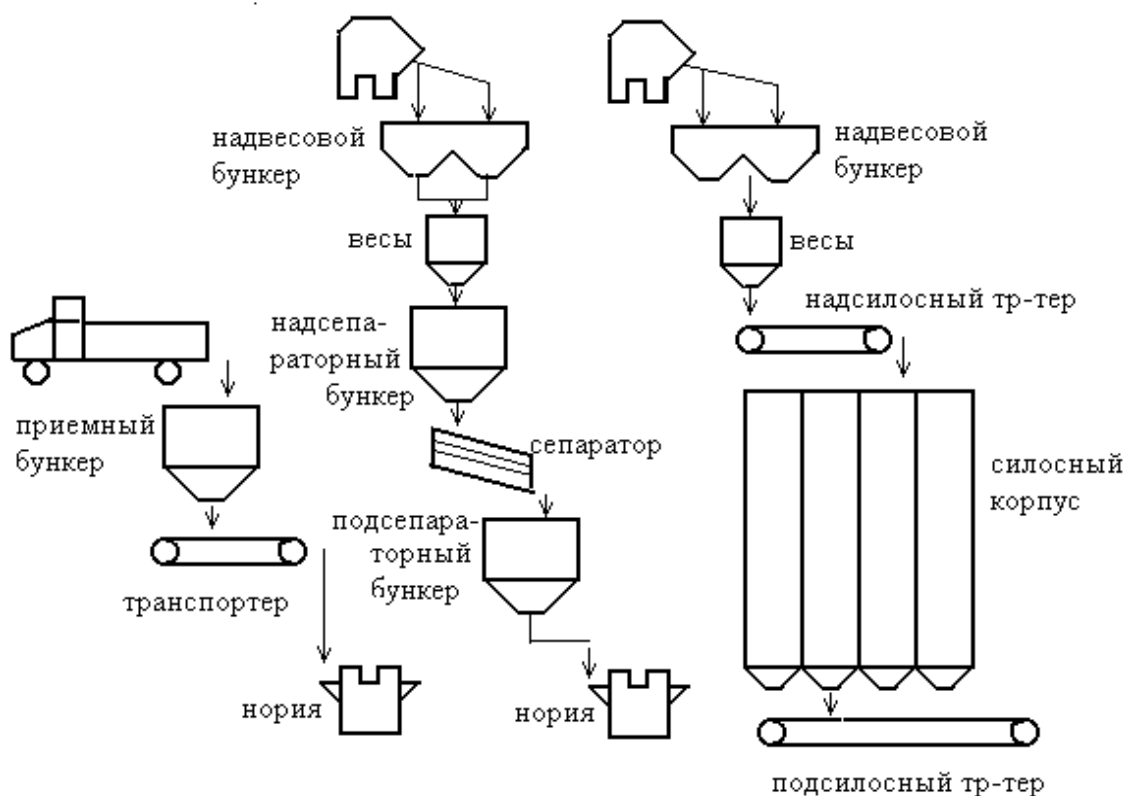 надвесовой
бункер
надвесовой
бункер
весы
весы
надсилосный тр-тер
надсепа-
раторный
бункер
приемный
бункер
сепаратор
силосный
корпус
подсепара-
торный
бункер
транспортер
нория
нория
подсилосный тр-тер